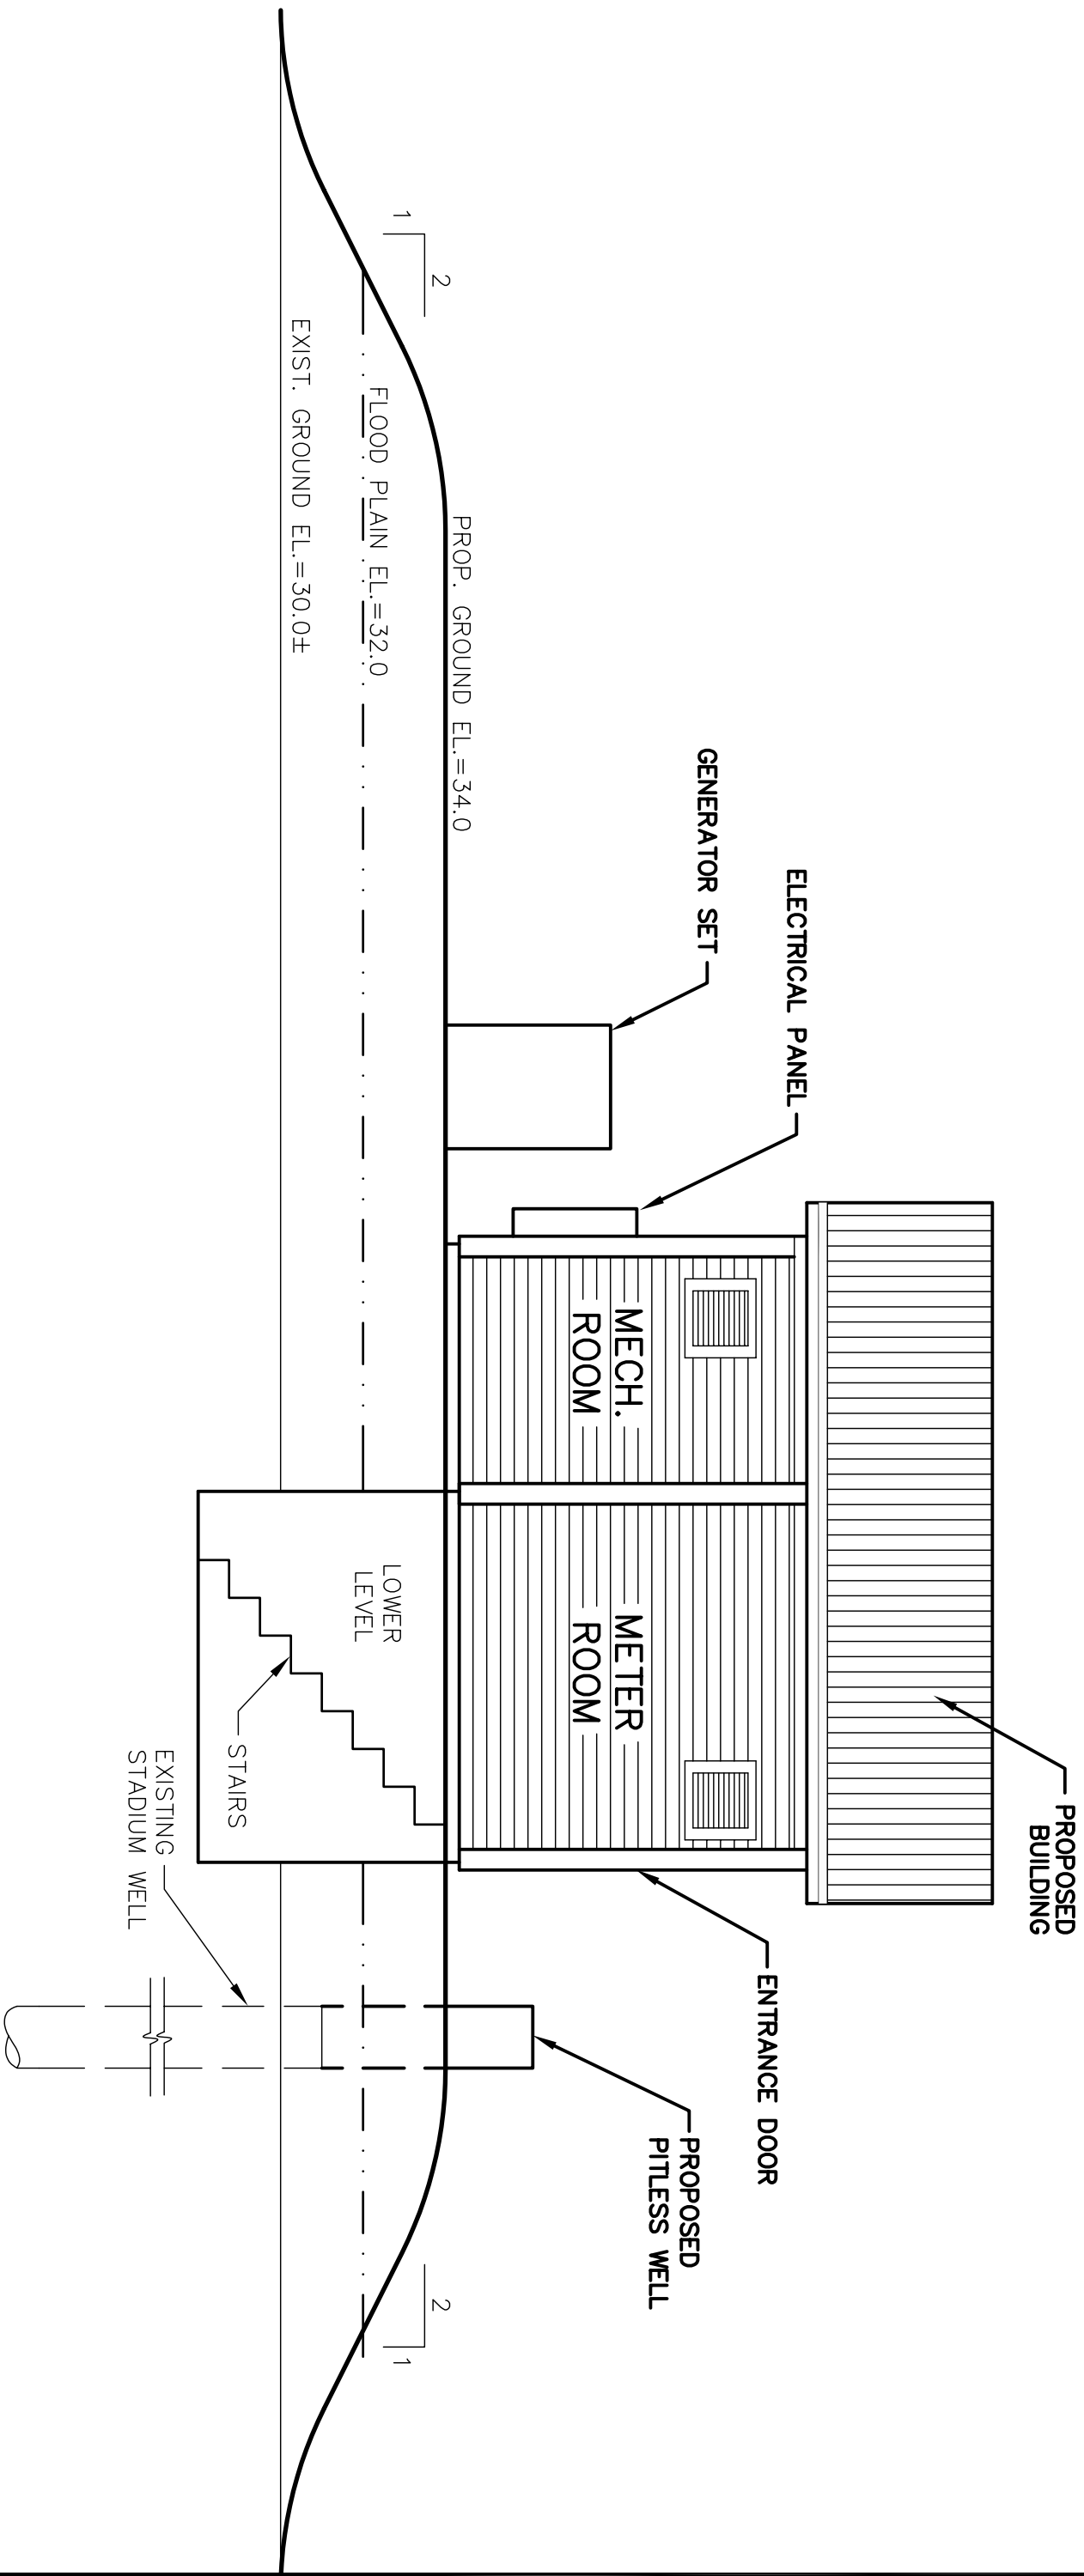 PROPOSED
BUILDING
ELECTRICAL PANEL
GENERATOR SET
ENTRANCE DOOR
PROPOSED
PITLESS WELL
MECH.
ROOM
METER
ROOM
PROP. GROUND EL.=34.0
2
1
2
1
FLOOD PLAIN EL.=32.0
EXIST. GROUND EL.=30.0±
LOWER
LEVEL
STAIRS
EXISTING
STADIUM WELL